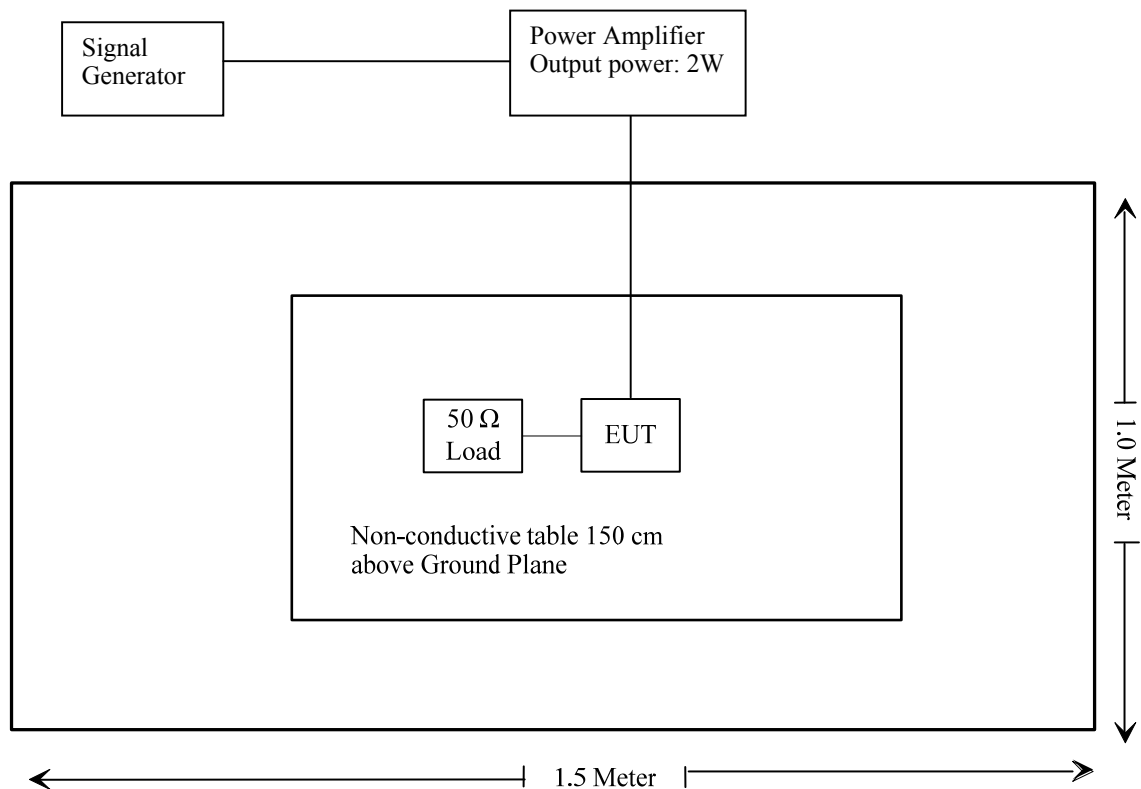 Signal
Generator
Power Amplifier
Output power: 2W
50 Ω
Load
EUT
Non-conductive table 150 cm
above Ground Plane
1.0 Meter
1.5 Meter